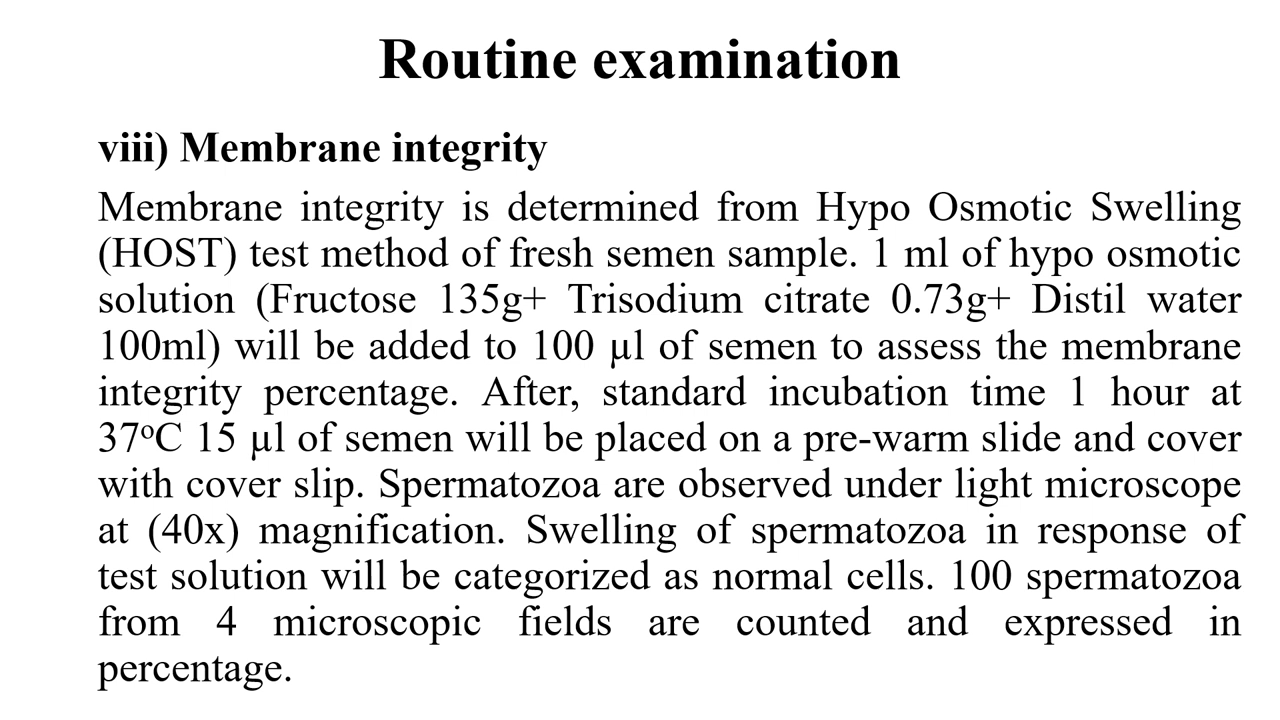 Routine examination
viii) Membrane integrity
Membrane integrity is determined from Hypo Osmotic Swelling
(HOST) test method of fresh semen sample. 1 ml of hypo osmotic
solution (Fructose 135g+ Trisodium citrate 0.73g+ Distil water
100ml) will be added to 100 µl of semen to assess the membrane
integrity percentage. After, standard incubation time 1 hour at
37ºC 15 µl of semen will be placed on a pre-warm slide and cover
with cover slip. Spermatozoa are observed under light microscope
at (40x) magnification. Swelling of spermatozoa in response of
test solution will be categorized as normal cells. 100 spermatozoa
from 4 microscopic fields are counted and expressed in
percentage.